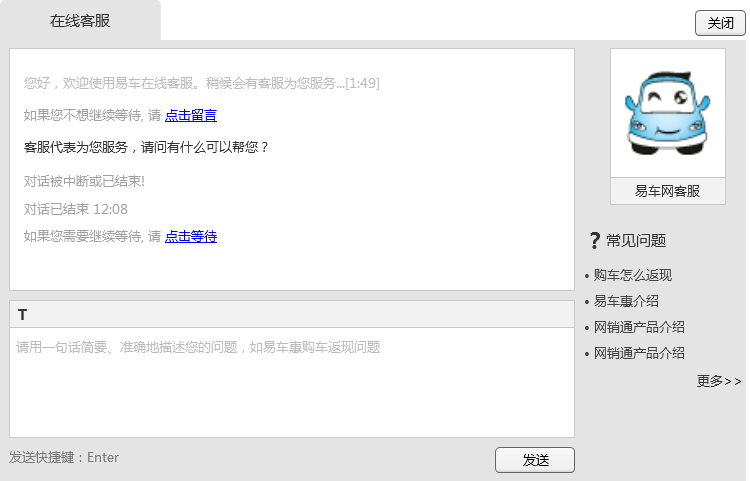 在线客服
关闭
您好，欢迎使用易车在线客服。稍候会有客服为您服务...[1:49]
如果您不想继续等待, 请 点击留言
客服代表为您服务，请问有什么可以帮您？
对话被中断或已结束!
对话已结束 12:08
如果您需要继续等待, 请 点击等待
T
请用一句话简要、准确地描述您的问题，如易车惠购车返现问题
发送快捷键：Enter
发送
易车网客服
? 常见问题
• 购车怎么返现
• 易车惠介绍
• 网销通产品介绍
• 网销通产品介绍
更多>>